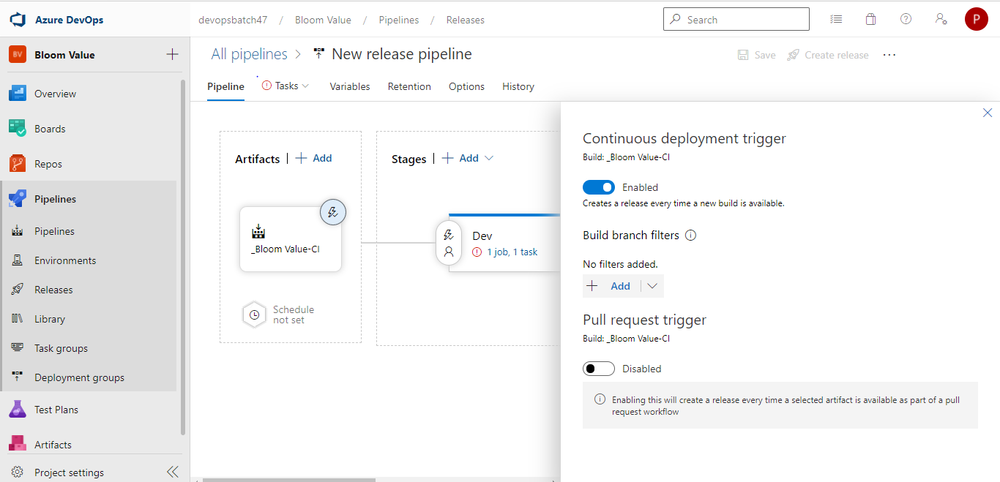 Azure DevOps
devopsbatch47 / Bloom Value / Pipelines / Releases
Search
P
BV Bloom Value
Overview
Boards
Repos
Pipelines
Pipelines
Environments
Releases
Library
Task groups
Deployment groups
Test Plans
Artifacts
Project settings
All pipelines > New release pipeline
Save
Create release
Pipeline
Tasks
Variables
Retention
Options
History
Artifacts | + Add
_Bloom Value-CI
Schedule
not set
Stages | + Add
Dev
1 job, 1 task
Continuous deployment trigger
Build: _Bloom Value-CI
Enabled
Creates a release every time a new build is available.
Build branch filters
No filters added.
+ Add
Pull request trigger
Build: _Bloom Value-CI
Disabled
Enabling this will create a release every time a selected artifact is available as part of a pull
request workflow